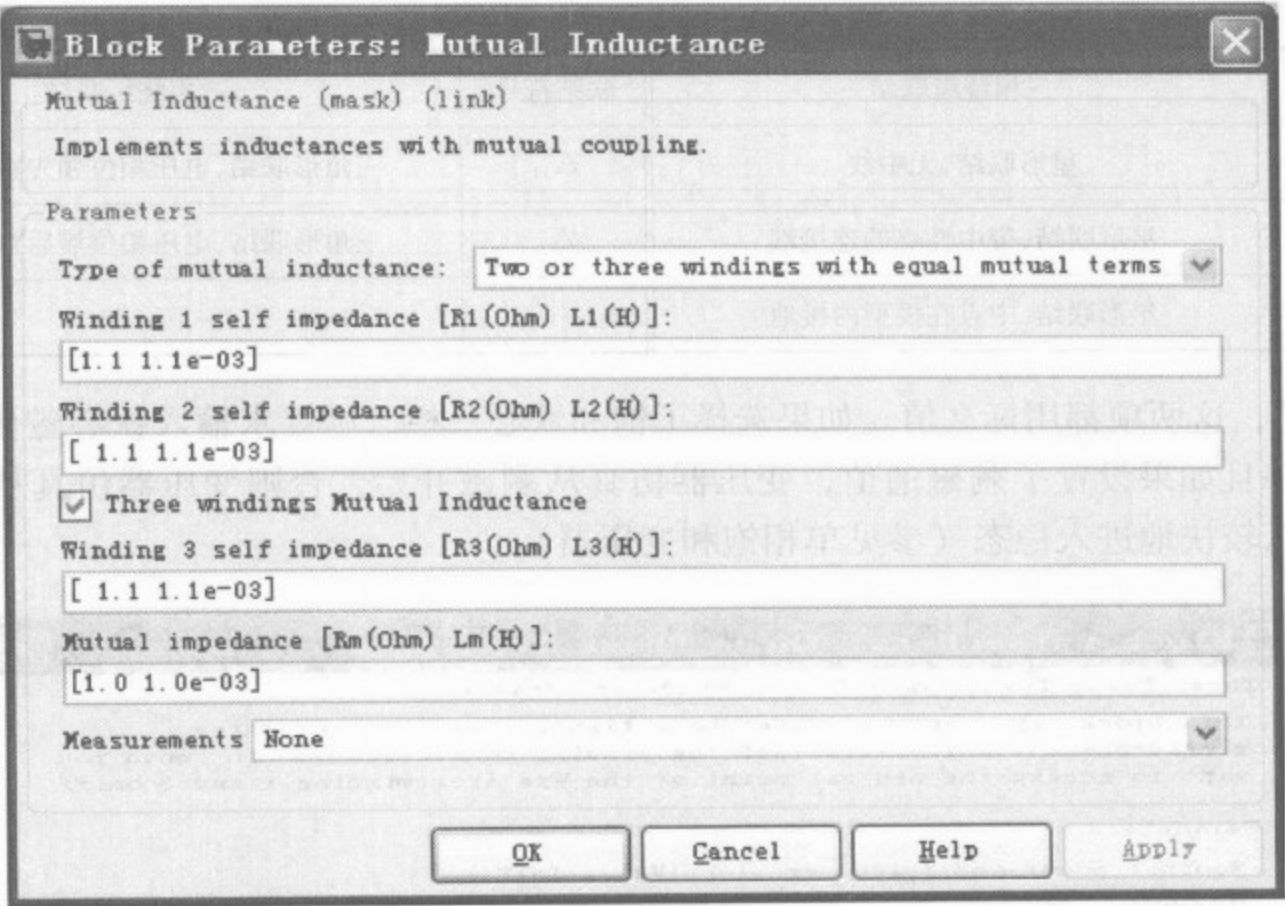 Block Parameters: Mutual Inductance
Mutual Inductance (mask) (link)
Implements inductances with mutual coupling.
Parameters
Type of mutual inductance: Two or three windings with equal mutual terms
Winding 1 self impedance [R1(Ohm) L1(H)]:
[1.1 1.1e-03]
Winding 2 self impedance [R2(Ohm) L2(H)]:
[ 1.1 1.1e-03]
Three windings Mutual Inductance
Winding 3 self impedance [R3(Ohm) L3(H)]:
[ 1.1 1.1e-03]
Mutual impedance [Rm(Ohm) Lm(H)]:
[1.0 1.0e-03]
Measurements None
OK Cancel Help Apply